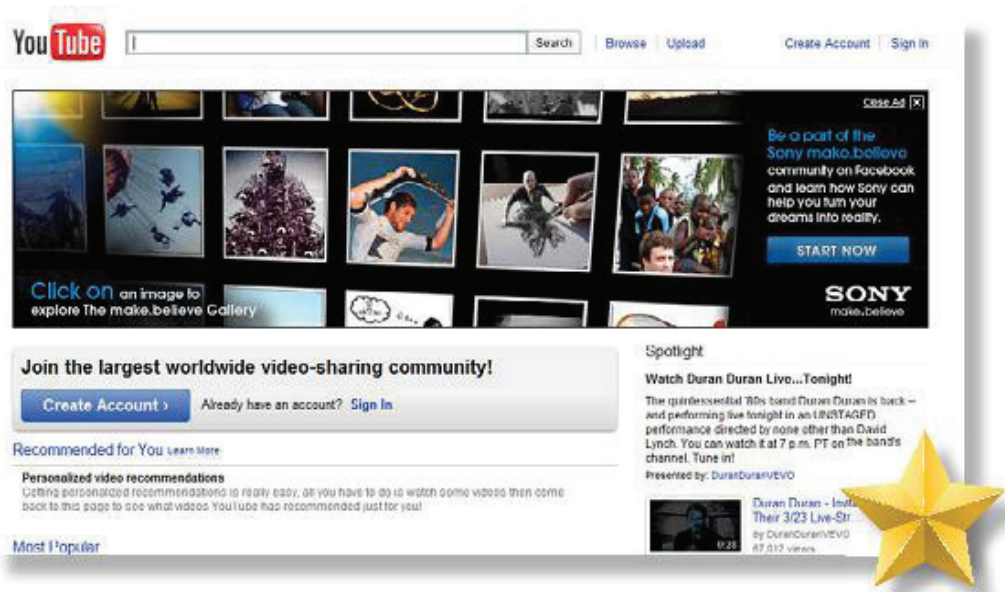 YouTube
Search Browse Upload Create Account Sign In
Close Ad X
Be a part of the
Sony make.believe
community on Facebook
and learn how Sony can
help you turn your
dreams into reality.
START NOW
SONY
make.believe
Click on an image to
explore The make.believe Gallery
Join the largest worldwide video-sharing community!
Create Account › Already have an account? Sign In
Recommended for You Learn More
Personalized video recommendations
Getting personalized recommendations is really easy, all you have to do is watch some videos then come
back to this page to see what videos YouTube has recommended just for you!
Most Popular
Spotlight
Watch Duran Duran Live...Tonight!
The quintessential '80s band Duran Duran is back –
and performing live tonight in an UNSTAGED
performance directed by none other than David
Lynch. You can watch it at 7 p.m. PT on the band's
channel. Tune in!
Presented by: DuranDuranVEVO
0:28
Duran Duran -
Their 3/23 Live-Str
by DuranDuranVEVO
67,012 views